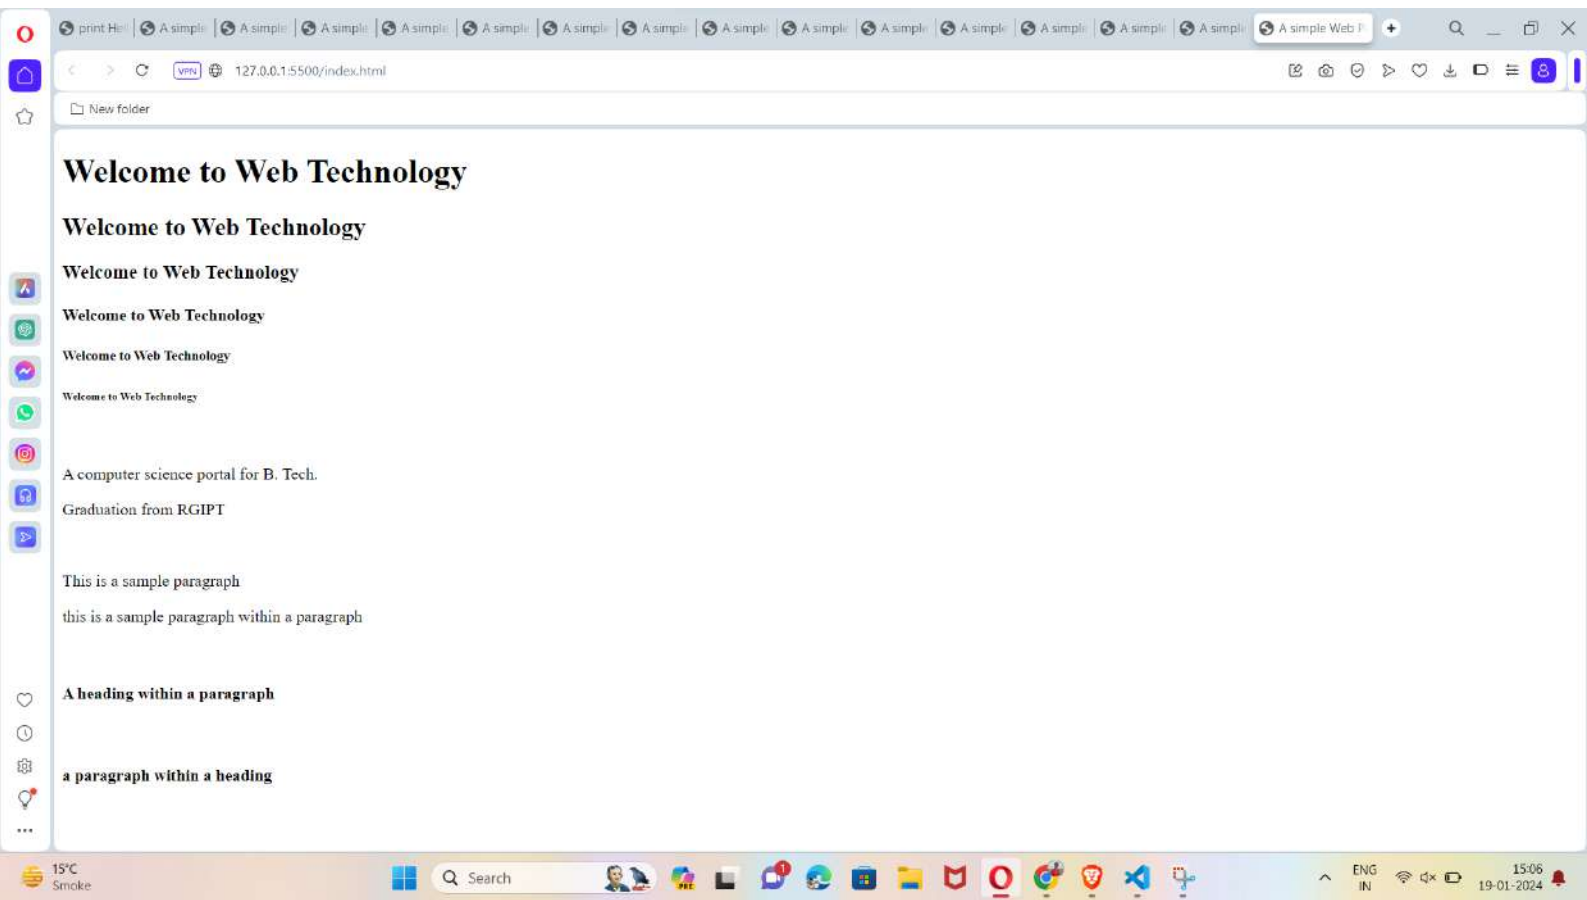 print He
A simple
A simple
A simple
A simple
A simple
A simple
A simple
A simple
A simple
A simple
A simple
A simple
A simple
A simple
A simple Web P
VPN
127.0.0.1:5500/index.html
New folder
Welcome to Web Technology
Welcome to Web Technology
Welcome to Web Technology
Welcome to Web Technology
Welcome to Web Technology
Welcome to Web Technology
A computer science portal for B. Tech.
Graduation from RGIPT
This is a sample paragraph
this is a sample paragraph within a paragraph
A heading within a paragraph
a paragraph within a heading
15°C
Smoke
Search
PRE
1
ENG
IN
15:06
19-01-2024